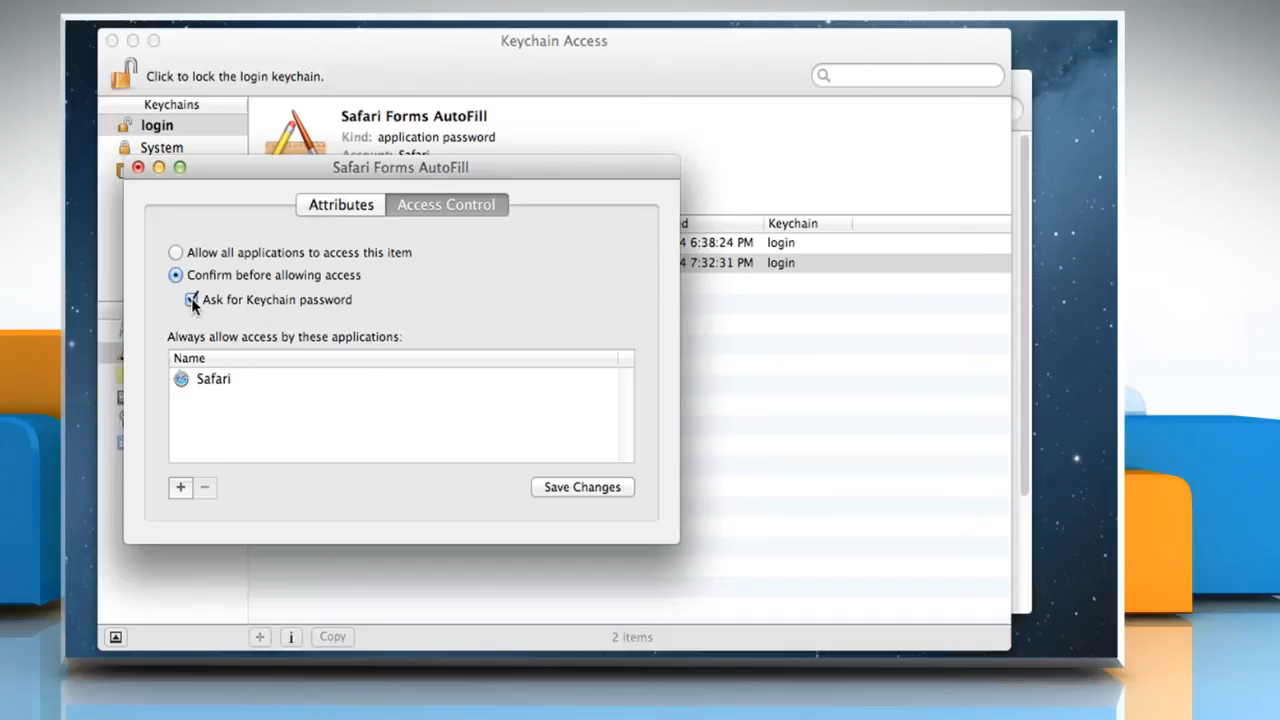 Keychain Access
Click to lock the login keychain.
Keychains
login
System
Safari Forms AutoFill
Kind: application password
Safari Forms AutoFill
Attributes
Access Control
Allow all applications to access this item
Confirm before allowing access
Ask for Keychain password
Always allow access by these applications:
Name
Safari
Save Changes
Keychain
6:38:24 PM login
7:32:31 PM login
Copy
2 items